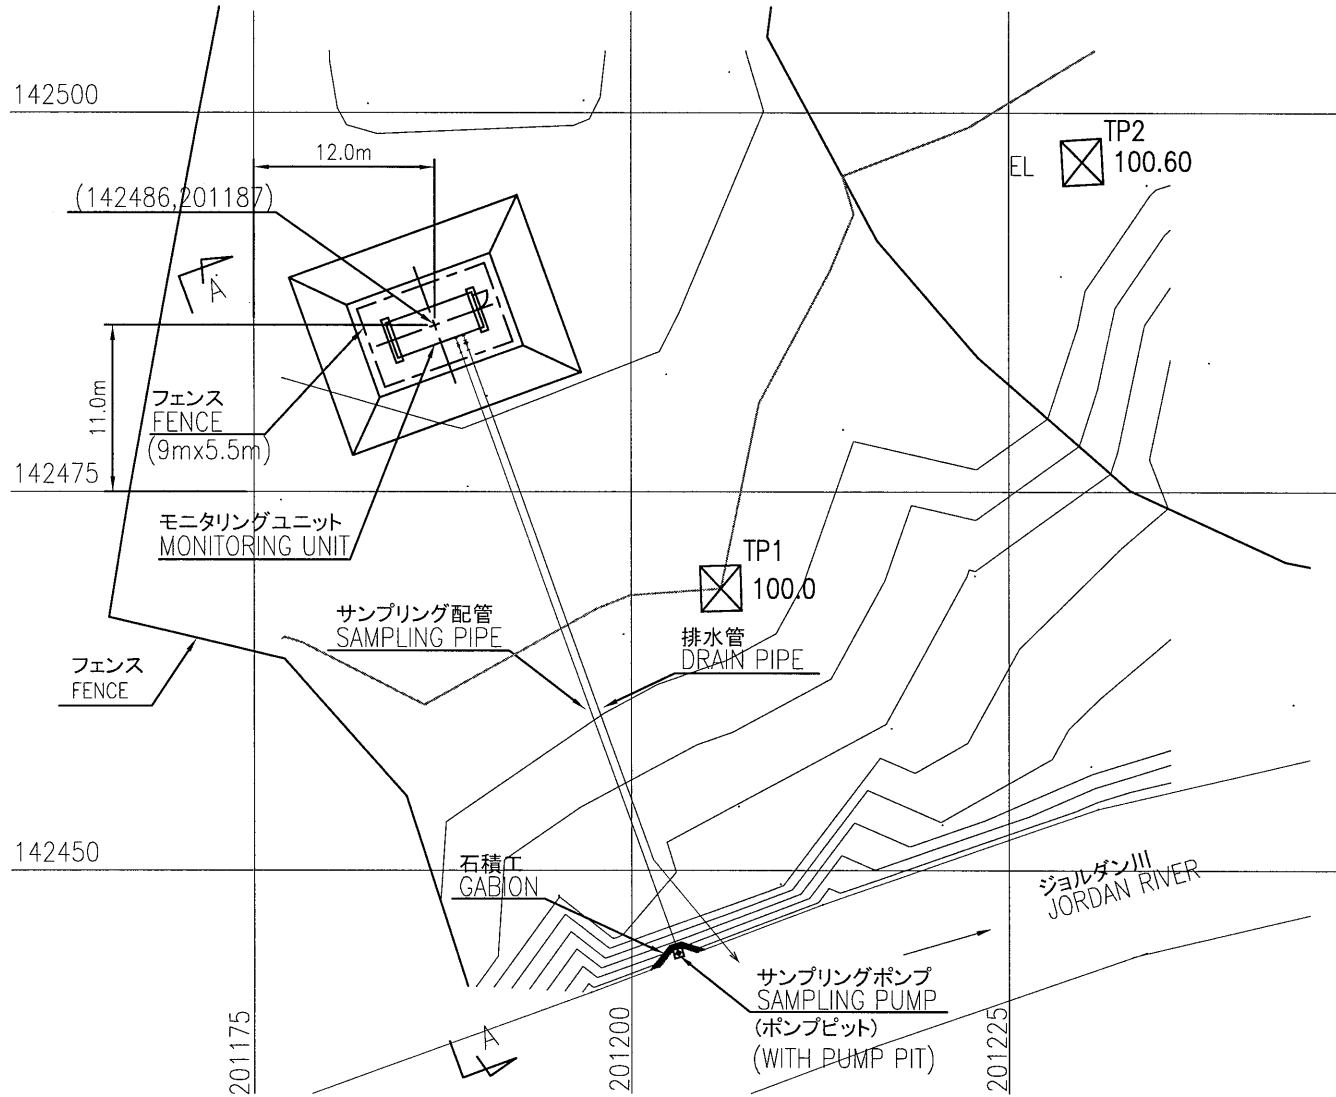 142500
12.0m
(142486,201187)
TP2
EL
100.60
A
11.0m
フェンス
FENCE
(9mx5.5m)
142475
モニタリングユニット
MONITORING UNIT
TP1
100.0
サンプリング配管
SAMPLING PIPE
排水管
DRAIN PIPE
フェンス
FENCE
142450
石積工
GABION
ジョルダン川
JORDAN RIVER
サンプリングポンプ
SAMPLING PUMP
(ポンプピット)
(WITH PUMP PIT)
A
201175
201200
201225